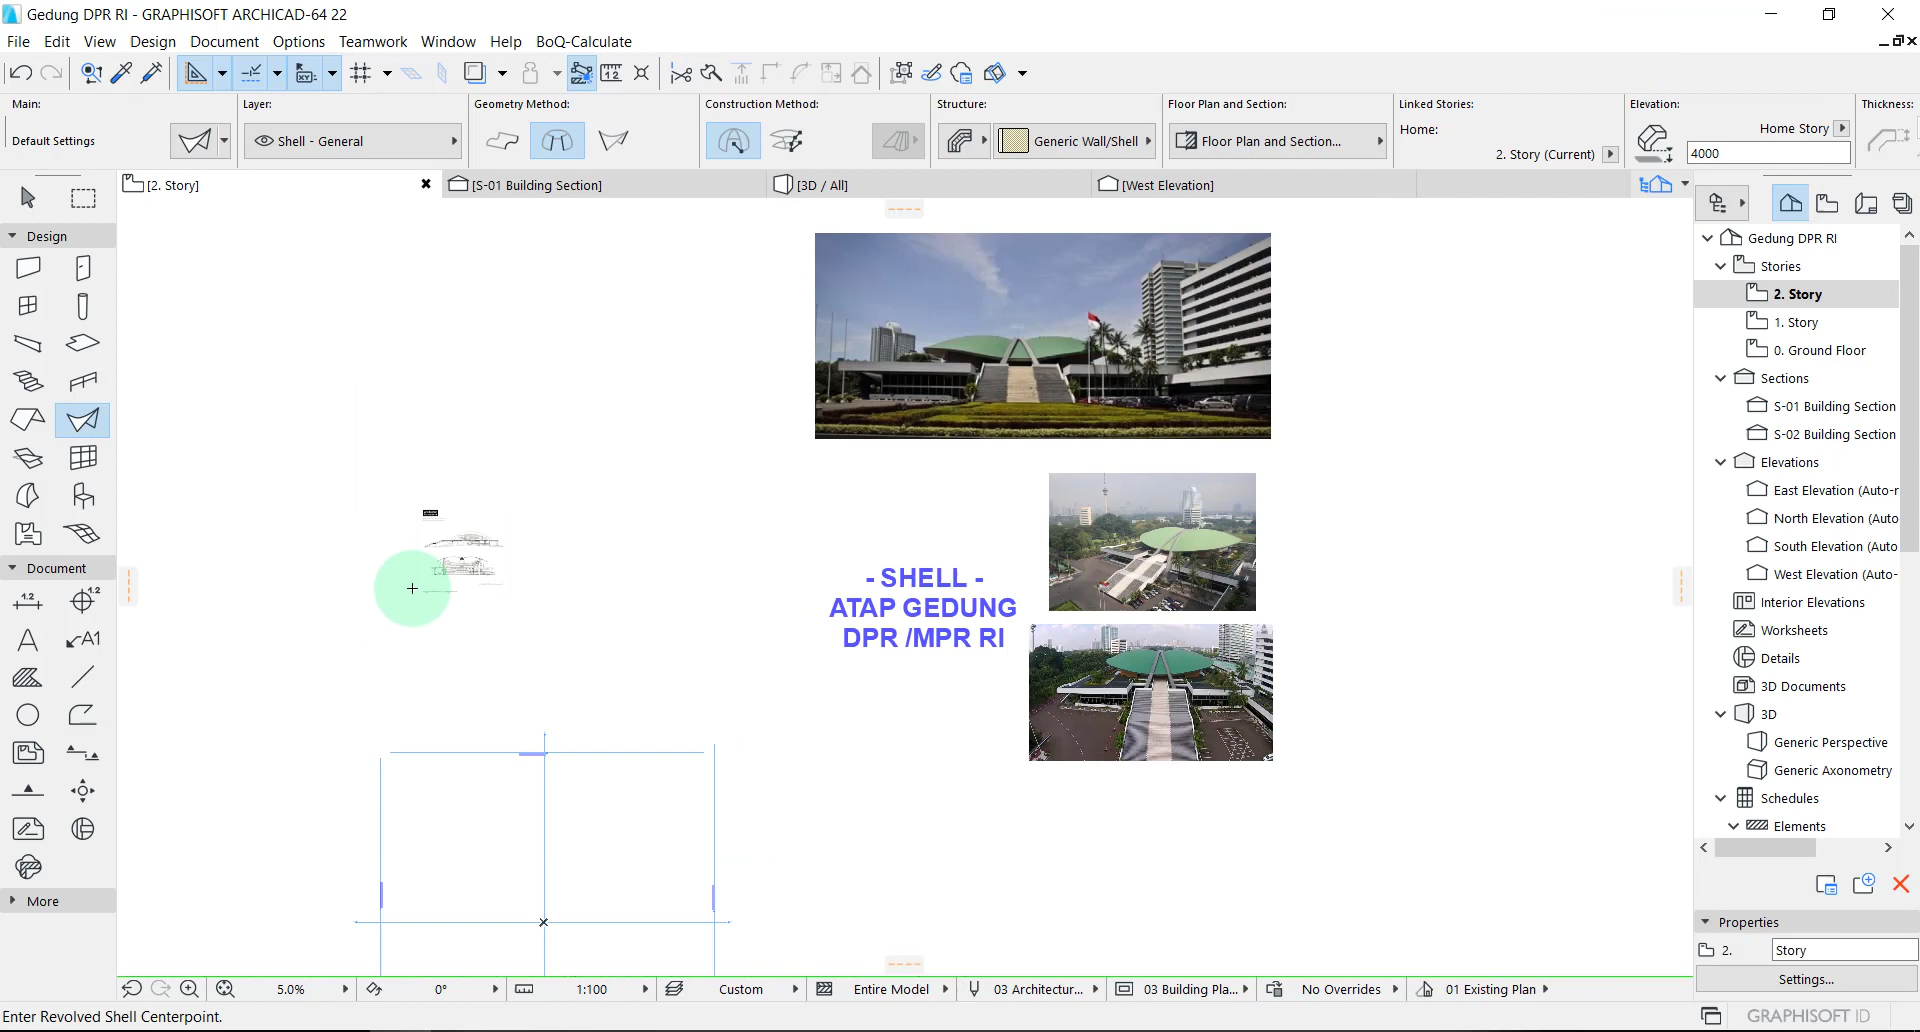 Gedung DPR RI - GRAPHISOFT ARCHICAD-64 22
File Edit View Design Document Options Teamwork Window Help BoQ-Calculate
Main: Layer: Geometry Method: Construction Method: Structure: Floor Plan and Section: Linked Stories: Elevation: Thickness:
Default Settings Shell - General Generic Wall/Shell Floor Plan and Section... Home: Home Story
2. Story (Current) 4000
[2. Story] [S-01 Building Section] [3D / All] [West Elevation]
Design
Document
1.2 1.2
A A1
More
- SHELL -
ATAP GEDUNG
DPR /MPR RI
Gedung DPR RI
Stories
2. Story
1. Story
0. Ground Floor
Sections
S-01 Building Section
S-02 Building Section
Elevations
East Elevation (Auto-r
North Elevation (Auto
South Elevation (Auto
West Elevation (Auto-
Interior Elevations
Worksheets
Details
3D Documents
3D
Generic Perspective
Generic Axonometry
Schedules
Elements
Properties
2. Story
Settings...
5.0% 0° 1:100 Custom Entire Model 03 Architectur... 03 Building Pla... No Overrides 01 Existing Plan
Enter Revolved Shell Centerpoint.
GRAPHISOFT ID